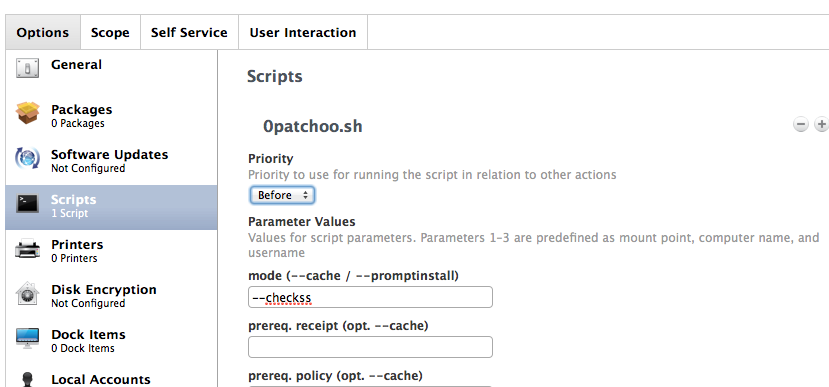 Options
Scope
Self Service
User Interaction
General
Packages
0 Packages
Software Updates
Not Configured
Scripts
1 Script
Printers
0 Printers
Disk Encryption
Not Configured
Dock Items
0 Dock Items
Local Accounts
Scripts
0patchoo.sh
Priority
Priority to use for running the script in relation to other actions
Before
Parameter Values
Values for script parameters. Parameters 1-3 are predefined as mount point, computer name, and
username
mode (--cache / --promptinstall)
--checkss
prereq. receipt (opt. --cache)
prereq. policy (opt. --cache)